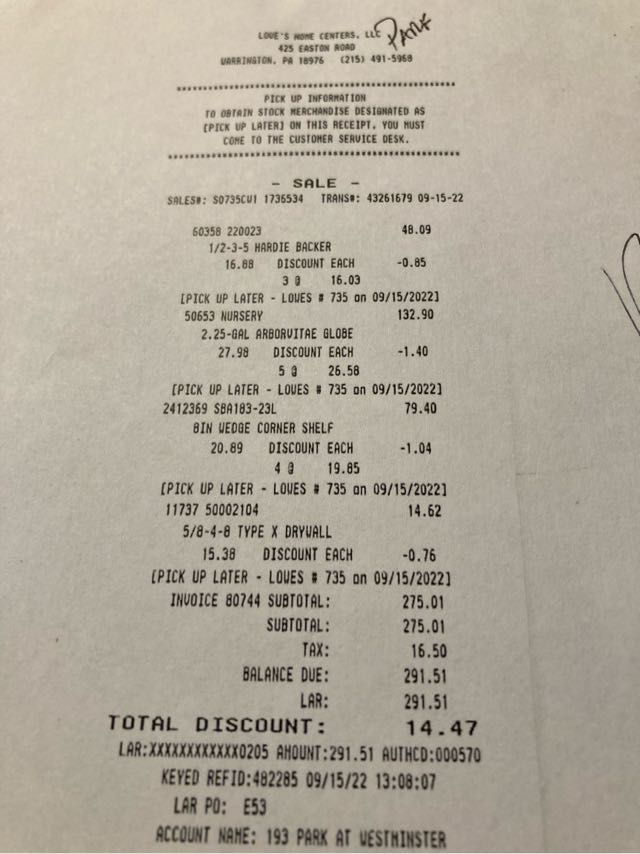 LOWE'S HOME CENTERS, LLC
PARK
425 EASTON ROAD
WARRINGTON, PA 18976 (215) 491-5968
****************************************
PICK UP INFORMATION
TO OBTAIN STOCK MERCHANDISE DESIGNATED AS
[PICK UP LATER] ON THIS RECEIPT, YOU MUST
COME TO THE CUSTOMER SERVICE DESK.
****************************************
- SALE -
SALES#: S0735CW1 1736534 TRANS#: 43261679 09-15-22
60358 220023 48.09
1/2-3-5 HARDIE BACKER
16.88 DISCOUNT EACH -0.85
3 @ 16.03
[PICK UP LATER - LOWES # 735 on 09/15/2022]
50653 NURSERY 132.90
2.25-GAL ARBORVITAE GLOBE
27.98 DISCOUNT EACH -1.40
5 @ 26.58
[PICK UP LATER - LOWES # 735 on 09/15/2022]
2412369 SBA183-23L 79.40
8IN WEDGE CORNER SHELF
20.89 DISCOUNT EACH -1.04
4 @ 19.85
[PICK UP LATER - LOWES # 735 on 09/15/2022]
11737 50002104 14.62
5/8-4-8 TYPE X DRYWALL
15.38 DISCOUNT EACH -0.76
[PICK UP LATER - LOWES # 735 on 09/15/2022]
INVOICE 80744 SUBTOTAL: 275.01
SUBTOTAL: 275.01
TAX: 16.50
BALANCE DUE: 291.51
LAR: 291.51
TOTAL DISCOUNT: 14.47
LAR:XXXXXXXXXXXX0205 AMOUNT:291.51 AUTHCD:000570
KEYED REFID:482285 09/15/22 13:08:07
LAR PO: E53
ACCOUNT NAME: 193 PARK AT WESTMINSTER